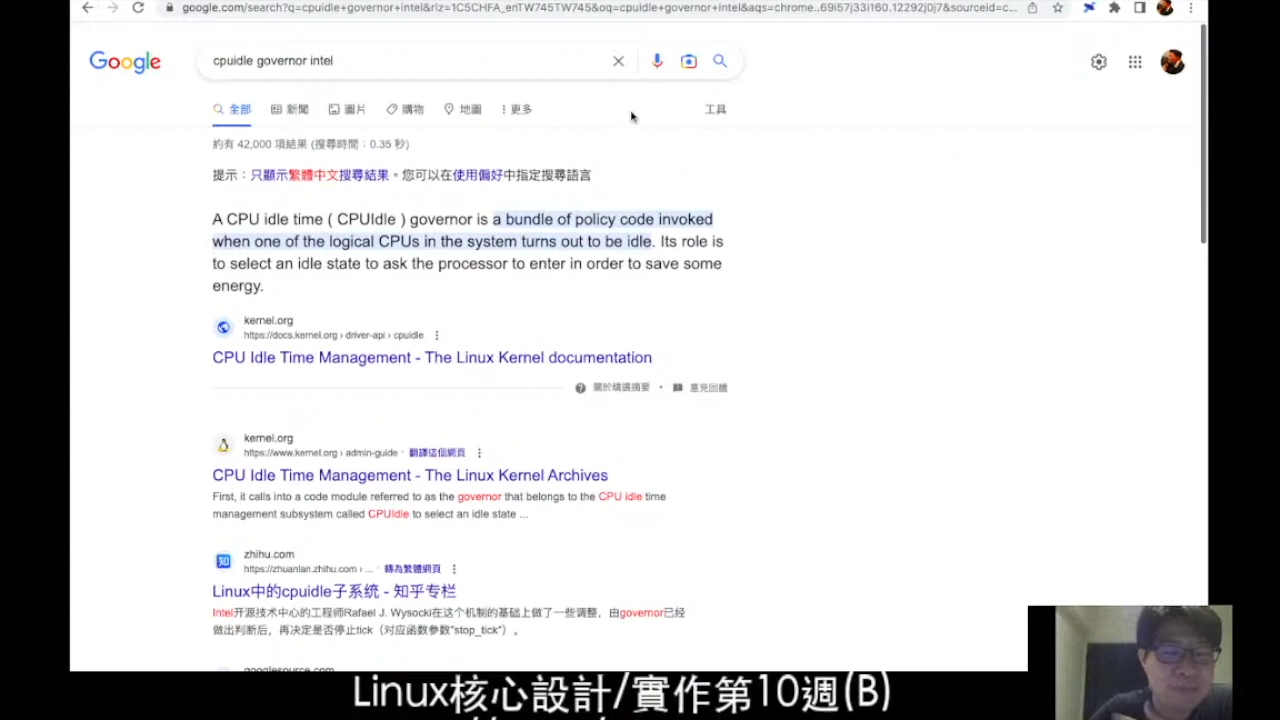 google.com/search?q=cpuidle+governor+intel&rlz=1C5CHFA_enTW745TW745&oq=cpuidle+governor+intel&aqs=chrome..69i57j33i160.12292j0j7&sourceid=c...
Google
cpuidle governor intel
全部 新聞 圖片 購物 地圖 更多 工具
約有 42,000 項結果 (搜尋時間:0.35 秒)
提示:只顯示繁體中文搜尋結果。您可以在使用偏好中指定搜尋語言
A CPU idle time ( CPUIdle ) governor is a bundle of policy code invoked
when one of the logical CPUs in the system turns out to be idle. Its role is
to select an idle state to ask the processor to enter in order to save some
energy.
kernel.org
https://docs.kernel.org › driver-api › cpuidle
CPU Idle Time Management - The Linux Kernel documentation
關於精選摘要 • 意見回饋
kernel.org
https://www.kernel.org › admin-guide · 翻譯這個網頁
CPU Idle Time Management - The Linux Kernel Archives
First, it calls into a code module referred to as the governor that belongs to the CPU idle time
management subsystem called CPUIdle to select an idle state ...
知
zhihu.com
https://zhuanlan.zhihu.com › ... · 轉為繁體網頁
Linux中的cpuidle子系统 - 知乎专栏
Intel开源技术中心的工程师Rafael J. Wysocki在这个机制的基础上做了一些调整，由governor已经
做出判断后，再决定是否停止tick（对应函数参数"stop_tick"）。
googlesource.com
Linux核心設計/實作第10週(B)